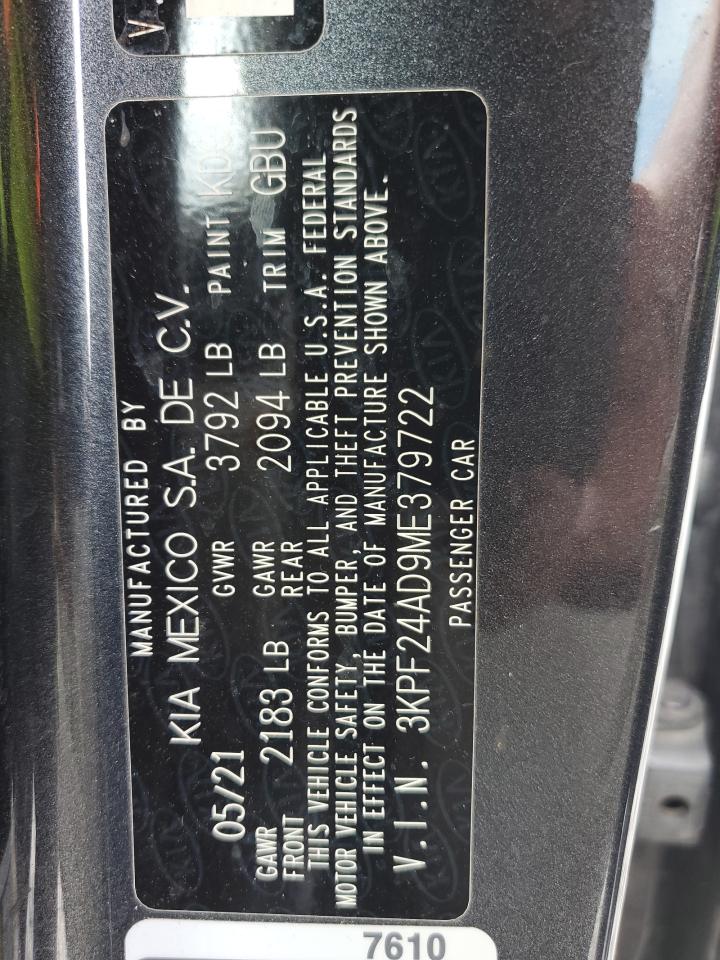 V.
MANUFACTURED BY
KIA MEXICO S.A. DE C.V.
05/21 GVWR 3792 LB PAINT
GAWR FRONT 2183 LB GAWR REAR 2094 LB TRIM GBU
THIS VEHICLE CONFORMS TO ALL APPLICABLE U.S.A. FEDERAL
MOTOR VEHICLE SAFETY, BUMPER, AND THEFT PREVENTION STANDARDS
IN EFFECT ON THE DATE OF MANUFACTURE SHOWN ABOVE.
V.I.N. 3KPF24AD9ME379722
PASSENGER CAR
7610